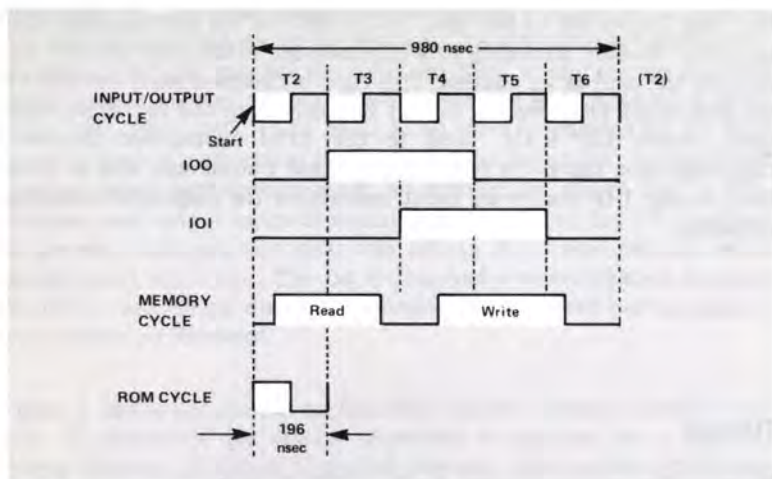 980 nsec
T2 T3 T4 T5 T6 (T2)
INPUT/OUTPUT
CYCLE
Start
IOO
IOI
MEMORY
CYCLE
Read
Write
ROM CYCLE
196
nsec